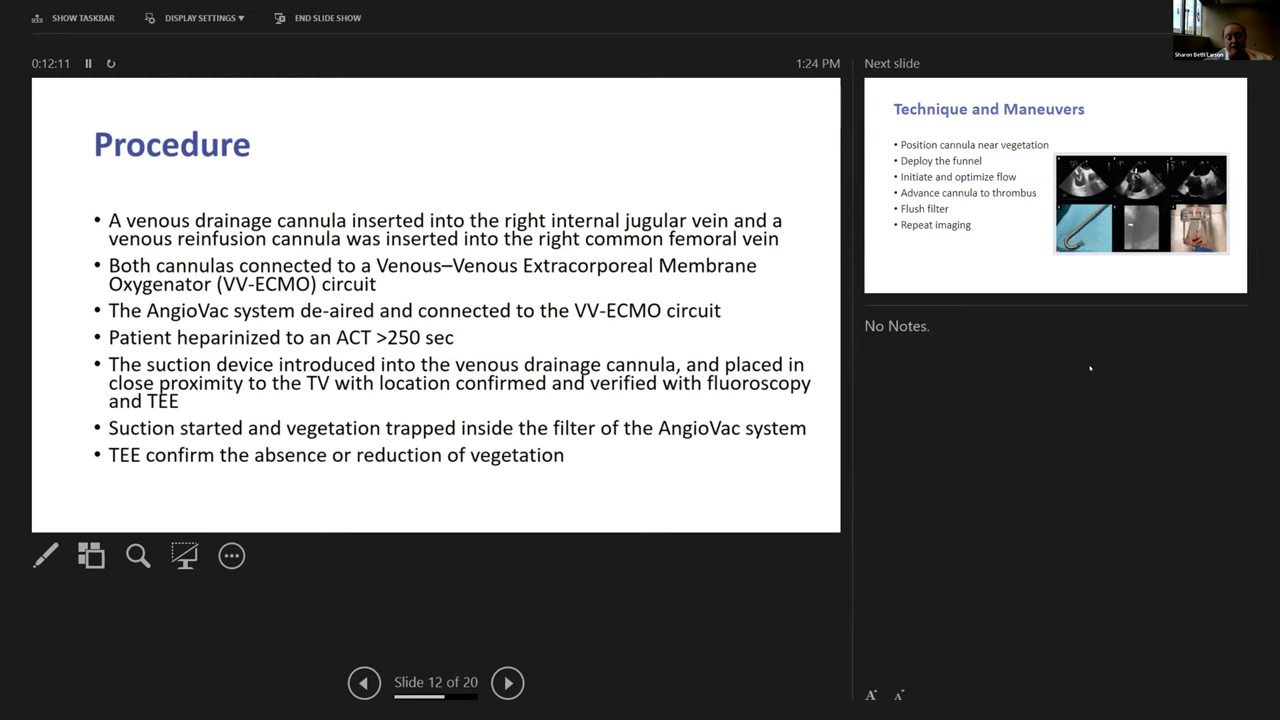 SHOW TASKBAR
DISPLAY SETTINGS ▾
END SLIDE SHOW
0:12:11
1:24 PM
Procedure
• A venous drainage cannula inserted into the right internal jugular vein and a
venous reinfusion cannula was inserted into the right common femoral vein
• Both cannulas connected to a Venous–Venous Extracorporeal Membrane
Oxygenator (VV-ECMO) circuit
• The AngioVac system de-aired and connected to the VV-ECMO circuit
• Patient heparinized to an ACT >250 sec
• The suction device introduced into the venous drainage cannula, and placed in
close proximity to the TV with location confirmed and verified with fluoroscopy
and TEE
• Suction started and vegetation trapped inside the filter of the AngioVac system
• TEE confirm the absence or reduction of vegetation
Slide 12 of 20
Next slide
Technique and Maneuvers
• Position cannula near vegetation
• Deploy the funnel
• Initiate and optimize flow
• Advance cannula to thrombus
• Flush filter
• Repeat imaging
No Notes.
A A
Sharon Beth Larson